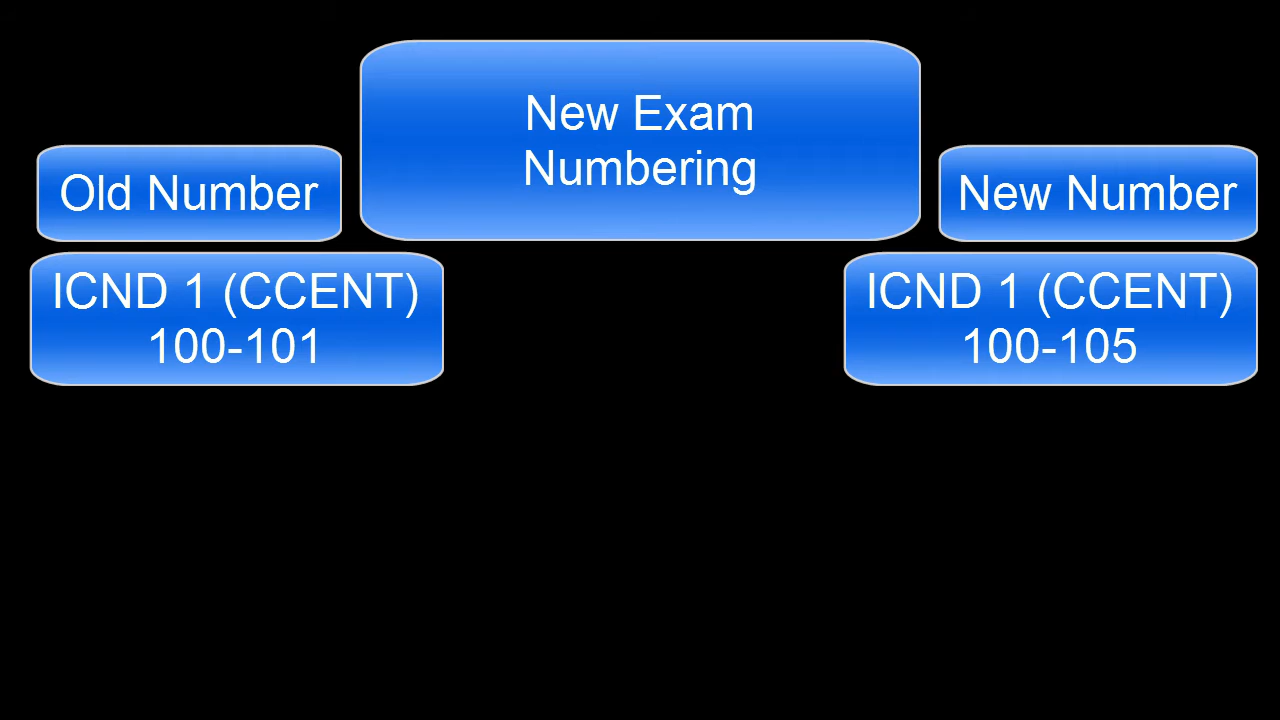 New Exam
Numbering
Old Number
New Number
ICND 1 (CCENT)
100-101
ICND 1 (CCENT)
100-105